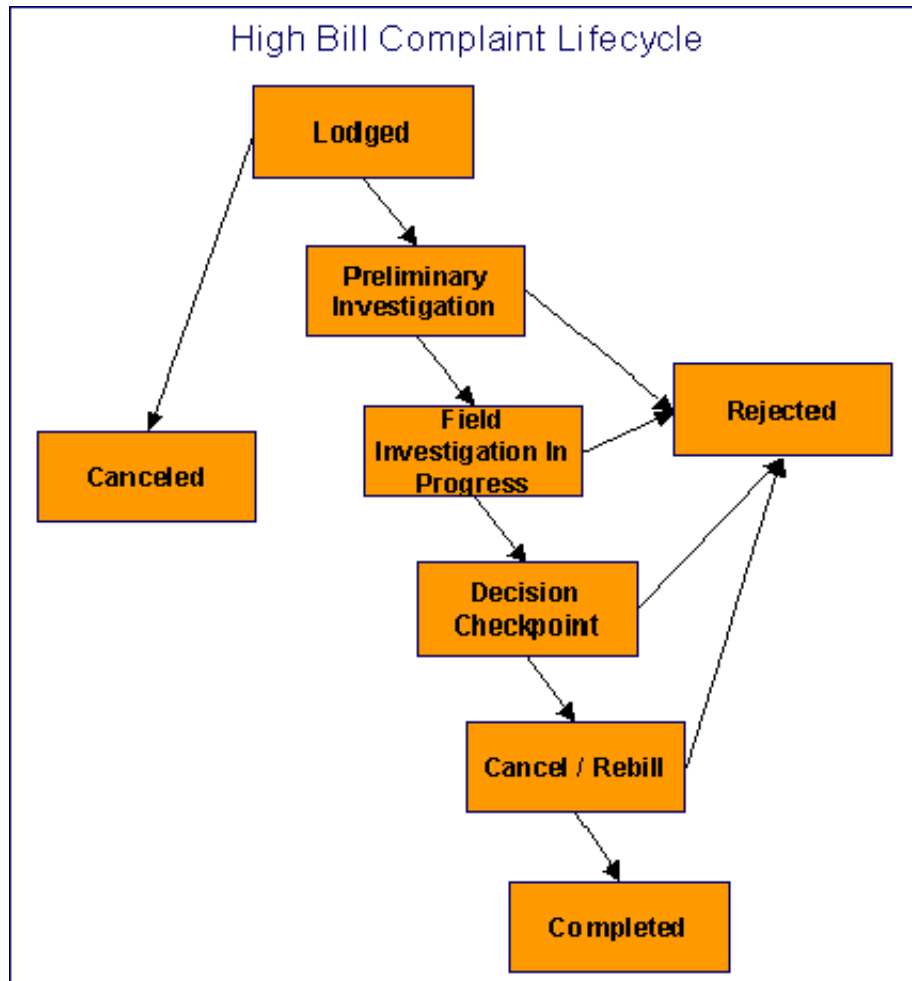 High Bill Complaint Lifecycle
Lodged
Preliminary
Investigation
Field
Investigation In
Progress
Rejected
Canceled
Decision
Checkpoint
Cancel / Rebill
Completed